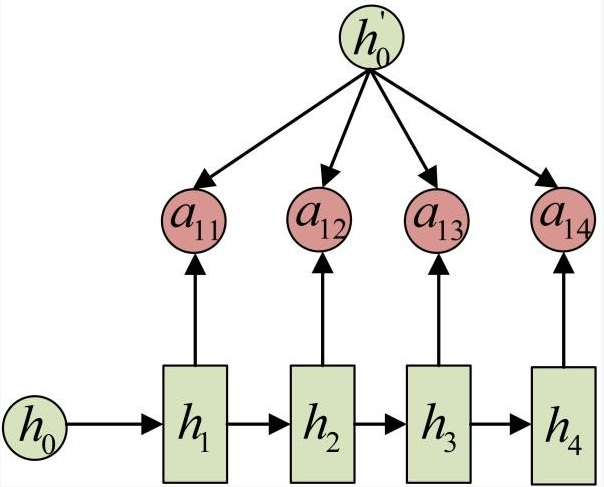 h'₀
a₁₁ a₁₂ a₁₃ a₁₄
h₀ h₁ h₂ h₃ h₄